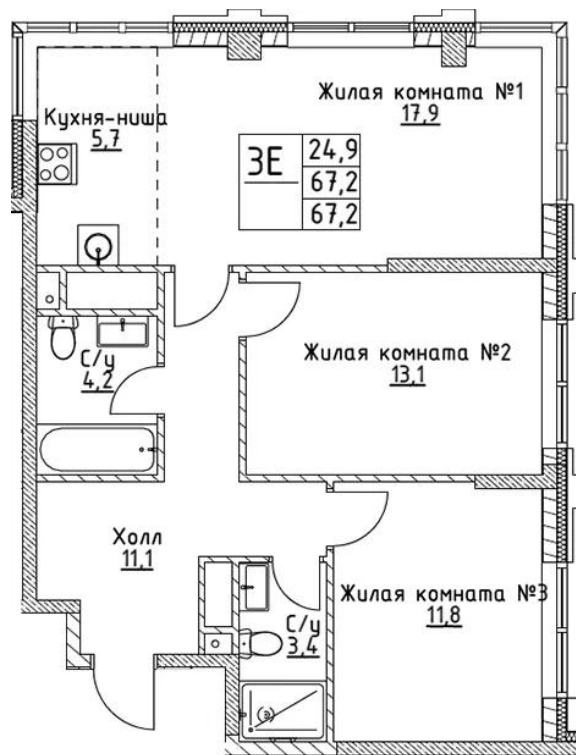 Жилая комната №1
17,9
Кухня-ниша
5,7
3Е
24,9
67,2
67,2
Жилая комната №2
13,1
С/у
4,2
Холл
11,1
Жилая комната №3
11,8
С/у
3,4